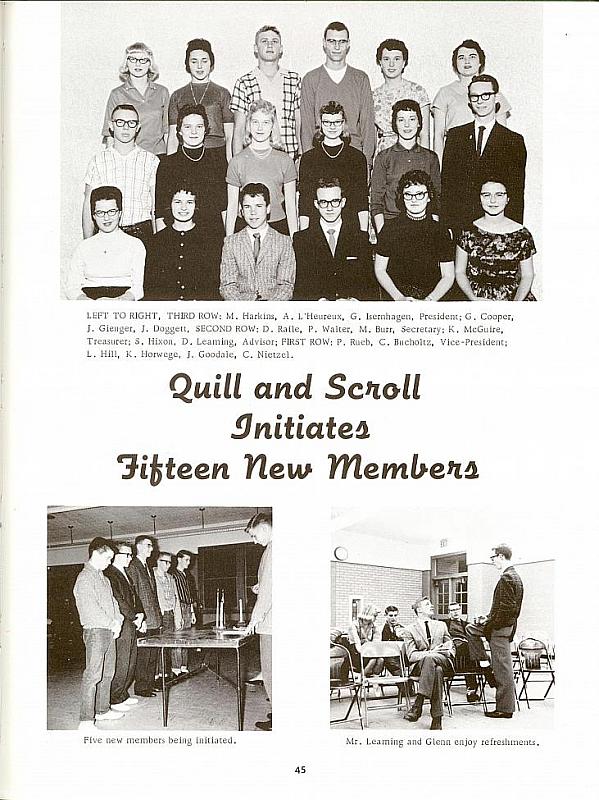 LEFT TO RIGHT, THIRD ROW: M. Harkins, A. L'Heureux, G. Isernhagen, President; G. Cooper,
J. Gienger, J. Doggett, SECOND ROW: D. Rafle, P. Walter, M. Burr, Secretary; K. McGuire,
Treasurer; S. Hixon, D. Leaming, Advisor; FIRST ROW: P. Rueb, C. Bucholtz, Vice-President;
L. Hill, K. Horwege, J. Goodale, C. Nietzel.
Quill and Scroll
Initiates
Fifteen New Members
Five new members being initiated.
Mr. Leaming and Glenn enjoy refreshments.
45